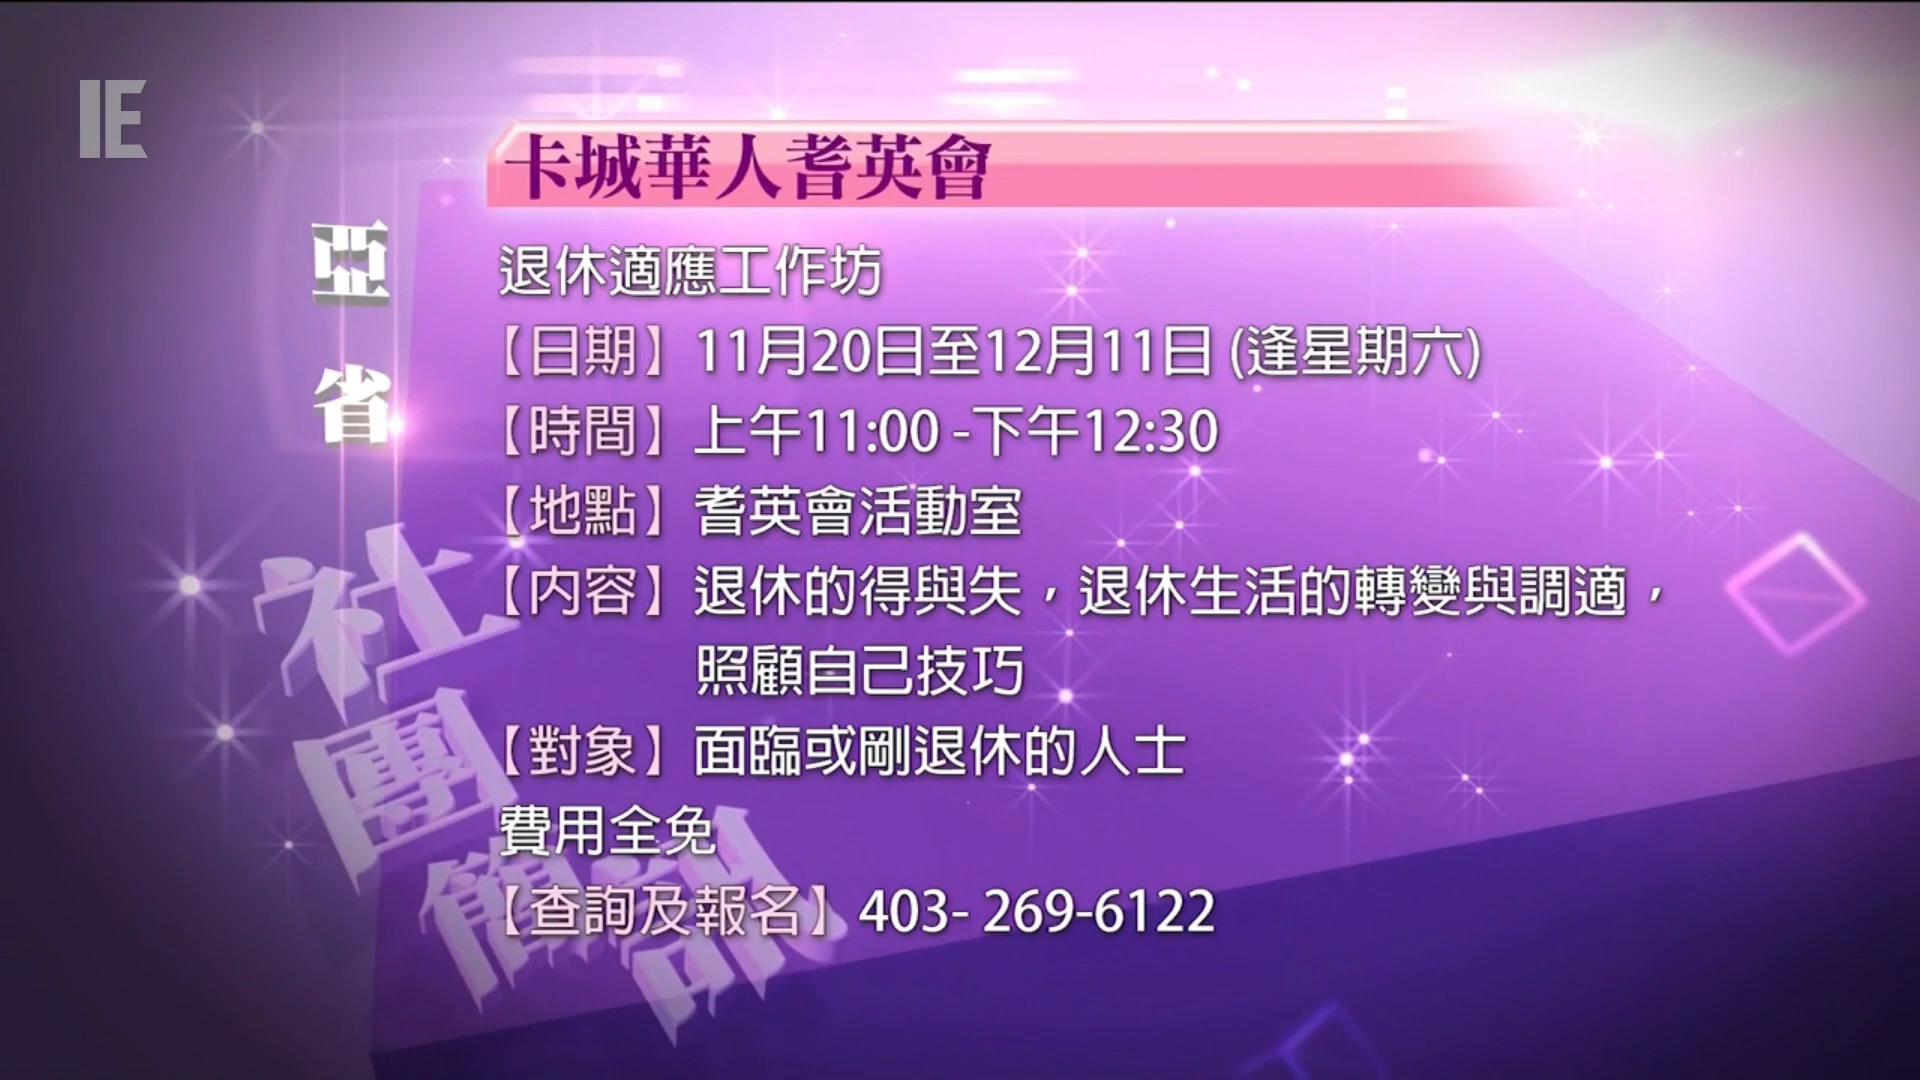 IE
卡城華人耆英會
亞
省
社
團
簡
訊
退休適應工作坊
【日期】11月20日至12月11日 (逢星期六)
【時間】上午11:00 -下午12:30
【地點】耆英會活動室
【內容】退休的得與失，退休生活的轉變與調適，
照顧自己技巧
【對象】面臨或剛退休的人士
費用全免
【查詢及報名】403- 269-6122